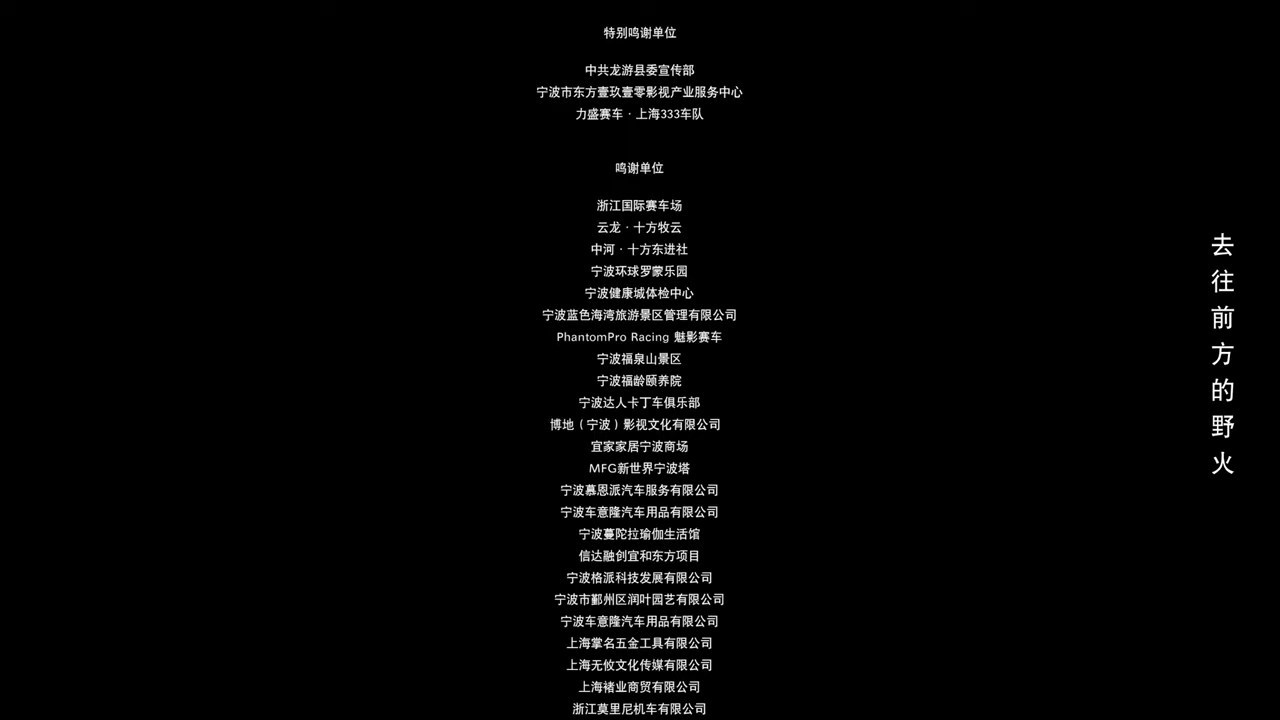 特别鸣谢单位
中共龙游县委宣传部
宁波市东方壹玖壹零影视产业服务中心
力盛赛车·上海333车队
鸣谢单位
浙江国际赛车场
云龙·十方牧云
中河·十方东进社
宁波环球罗蒙乐园
宁波健康城体检中心
宁波蓝色海湾旅游景区管理有限公司
PhantomPro Racing 魅影赛车
宁波福泉山景区
宁波福龄颐养院
宁波达人卡丁车俱乐部
博地（宁波）影视文化有限公司
宜家家居宁波商场
MFG新世界宁波塔
宁波慕恩派汽车服务有限公司
宁波车意隆汽车用品有限公司
宁波蔓陀拉瑜伽生活馆
信达融创宜和东方项目
宁波格派科技发展有限公司
宁波市鄞州区润叶园艺有限公司
宁波车意隆汽车用品有限公司
上海掌名五金工具有限公司
上海无攸文化传媒有限公司
上海褚业商贸有限公司
浙江莫里尼机车有限公司
去往前方的野火